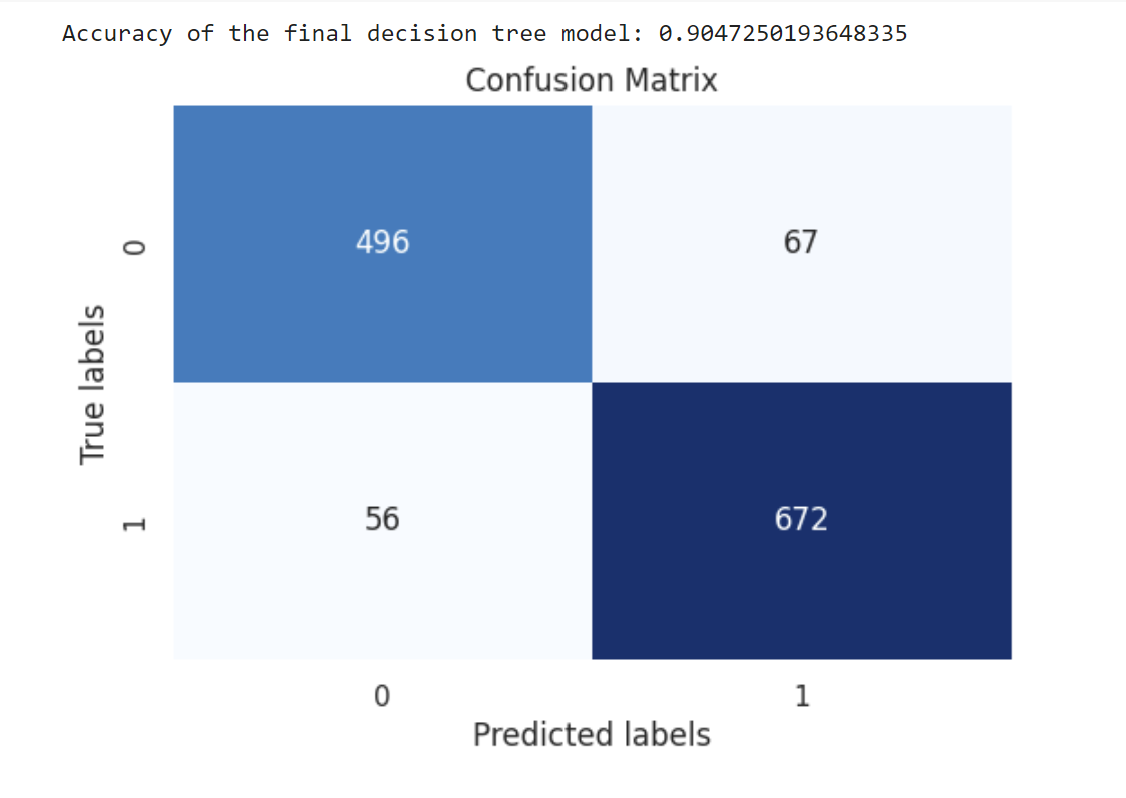 Accuracy of the final decision tree model: 0.9047250193648335
Confusion Matrix
0
496
67
True labels
1
56
672
0
1
Predicted labels